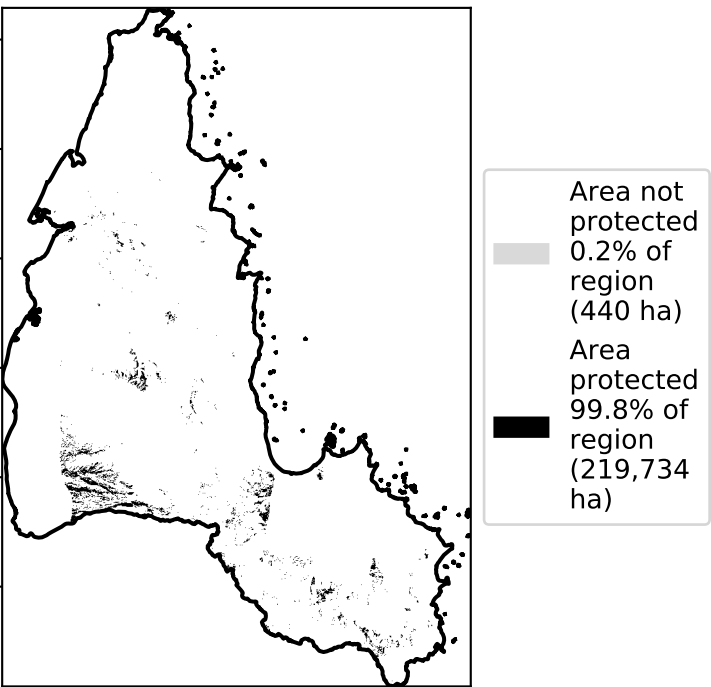 Area not
protected
0.2% of
region
(440 ha)
Area
protected
99.8% of
region
(219,734
ha)